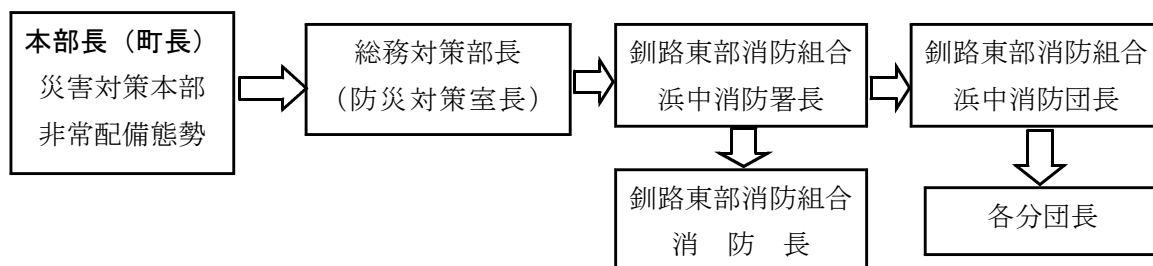 本部長（町長）
災害対策本部
非常配備態勢
総務対策部長
（防災対策室長）
釧路東部消防組合
浜中消防署長
釧路東部消防組合
浜中消防団長
釧路東部消防組合
消　防　長
各分団長